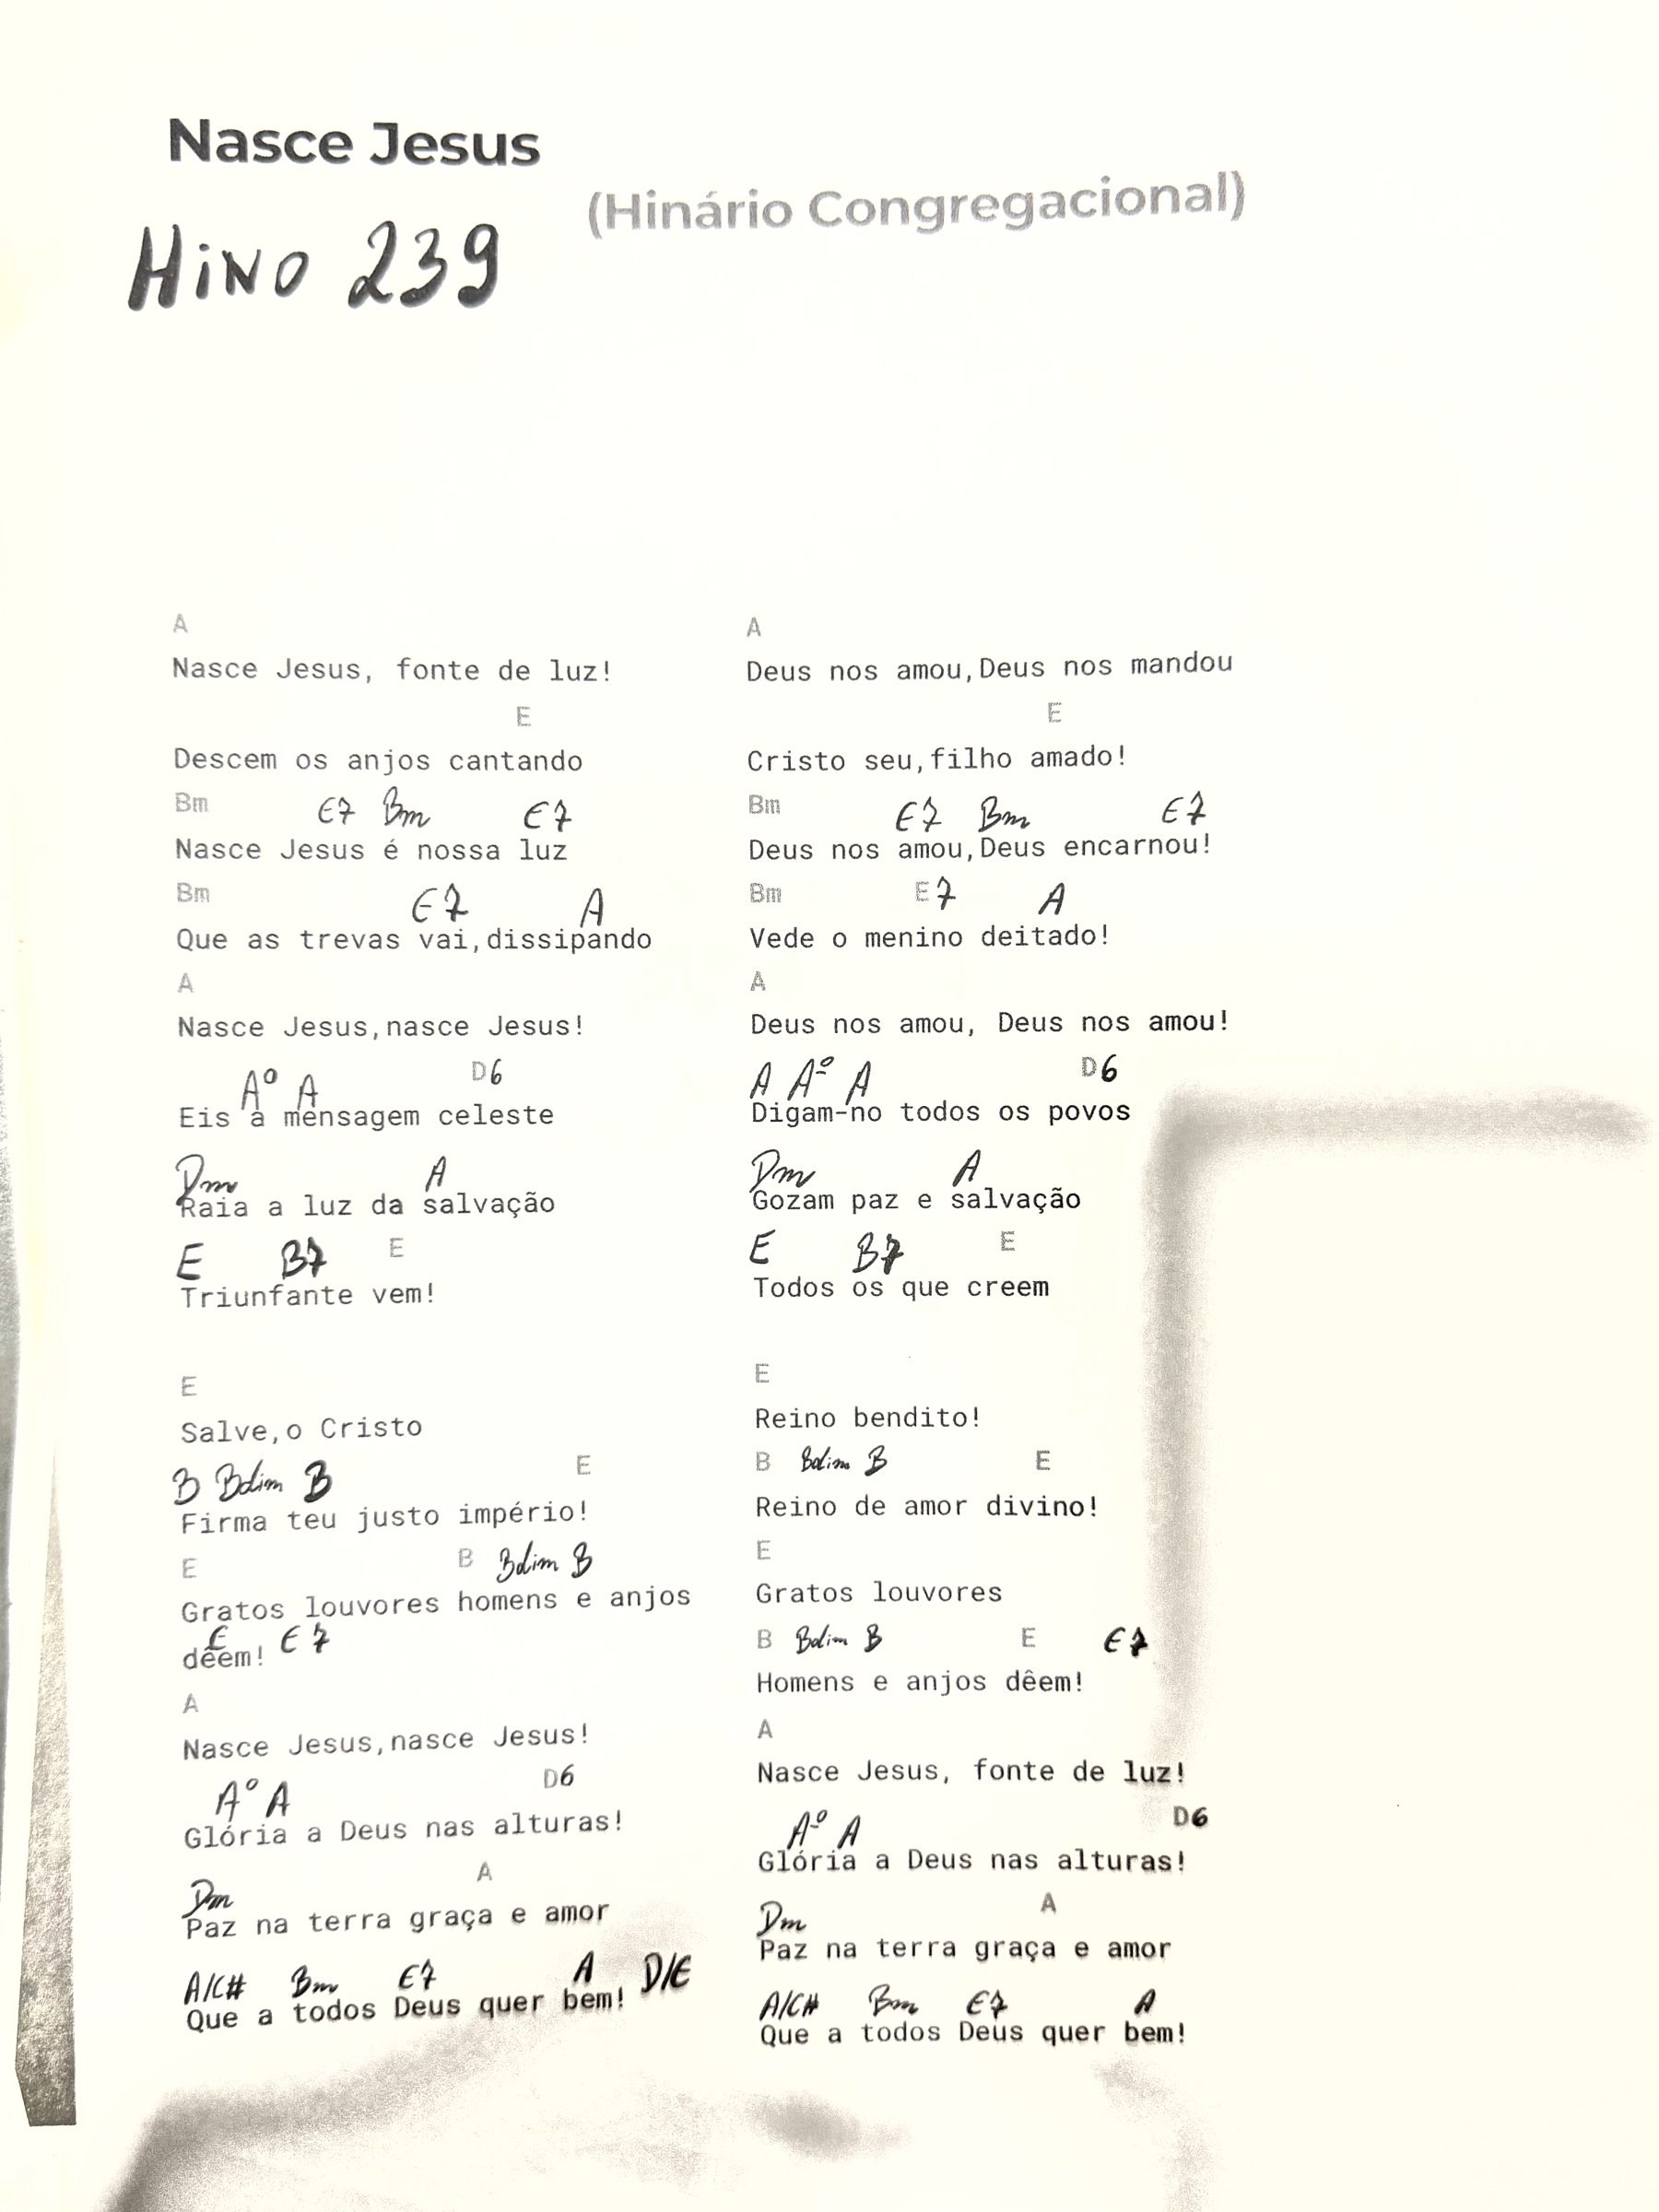 Nasce Jesus
(Hinário Congregacional)
HiNO 239
A
Nasce Jesus, fonte de luz!
E
Descem os anjos cantando
Bm E7 Bm E7
Nasce Jesus é nossa luz
Bm E7 A
Que as trevas vai,dissipando
A
Nasce Jesus,nasce Jesus!
Aº A D6
Eis a mensagem celeste
Dm A
Raia a luz da salvação
E B7 E
Triunfante vem!
E
Salve,o Cristo
B Bdim B E
Firma teu justo império!
E B Bdim B
Gratos louvores homens e anjos
E E7
dêem!
A
Nasce Jesus,nasce Jesus!
Aº A D6
Glória a Deus nas alturas!
Dm A
Paz na terra graça e amor
A/C# Bm E7 A D/E
Que a todos Deus quer bem!
A
Deus nos amou,Deus nos mandou
E
Cristo seu,filho amado!
Bm E7 Bm E7
Deus nos amou,Deus encarnou!
Bm E7 A
Vede o menino deitado!
A
Deus nos amou, Deus nos amou!
A Aº A D6
Digam-no todos os povos
Dm A
Gozam paz e salvação
E B7 E
Todos os que creem
E
Reino bendito!
B Bdim B E
Reino de amor divino!
E
Gratos louvores
B Bdim B E E7
Homens e anjos dêem!
A
Nasce Jesus, fonte de luz!
Aº A D6
Glória a Deus nas alturas!
Dm A
Paz na terra graça e amor
A/C# Bm E7 A
Que a todos Deus quer bem!